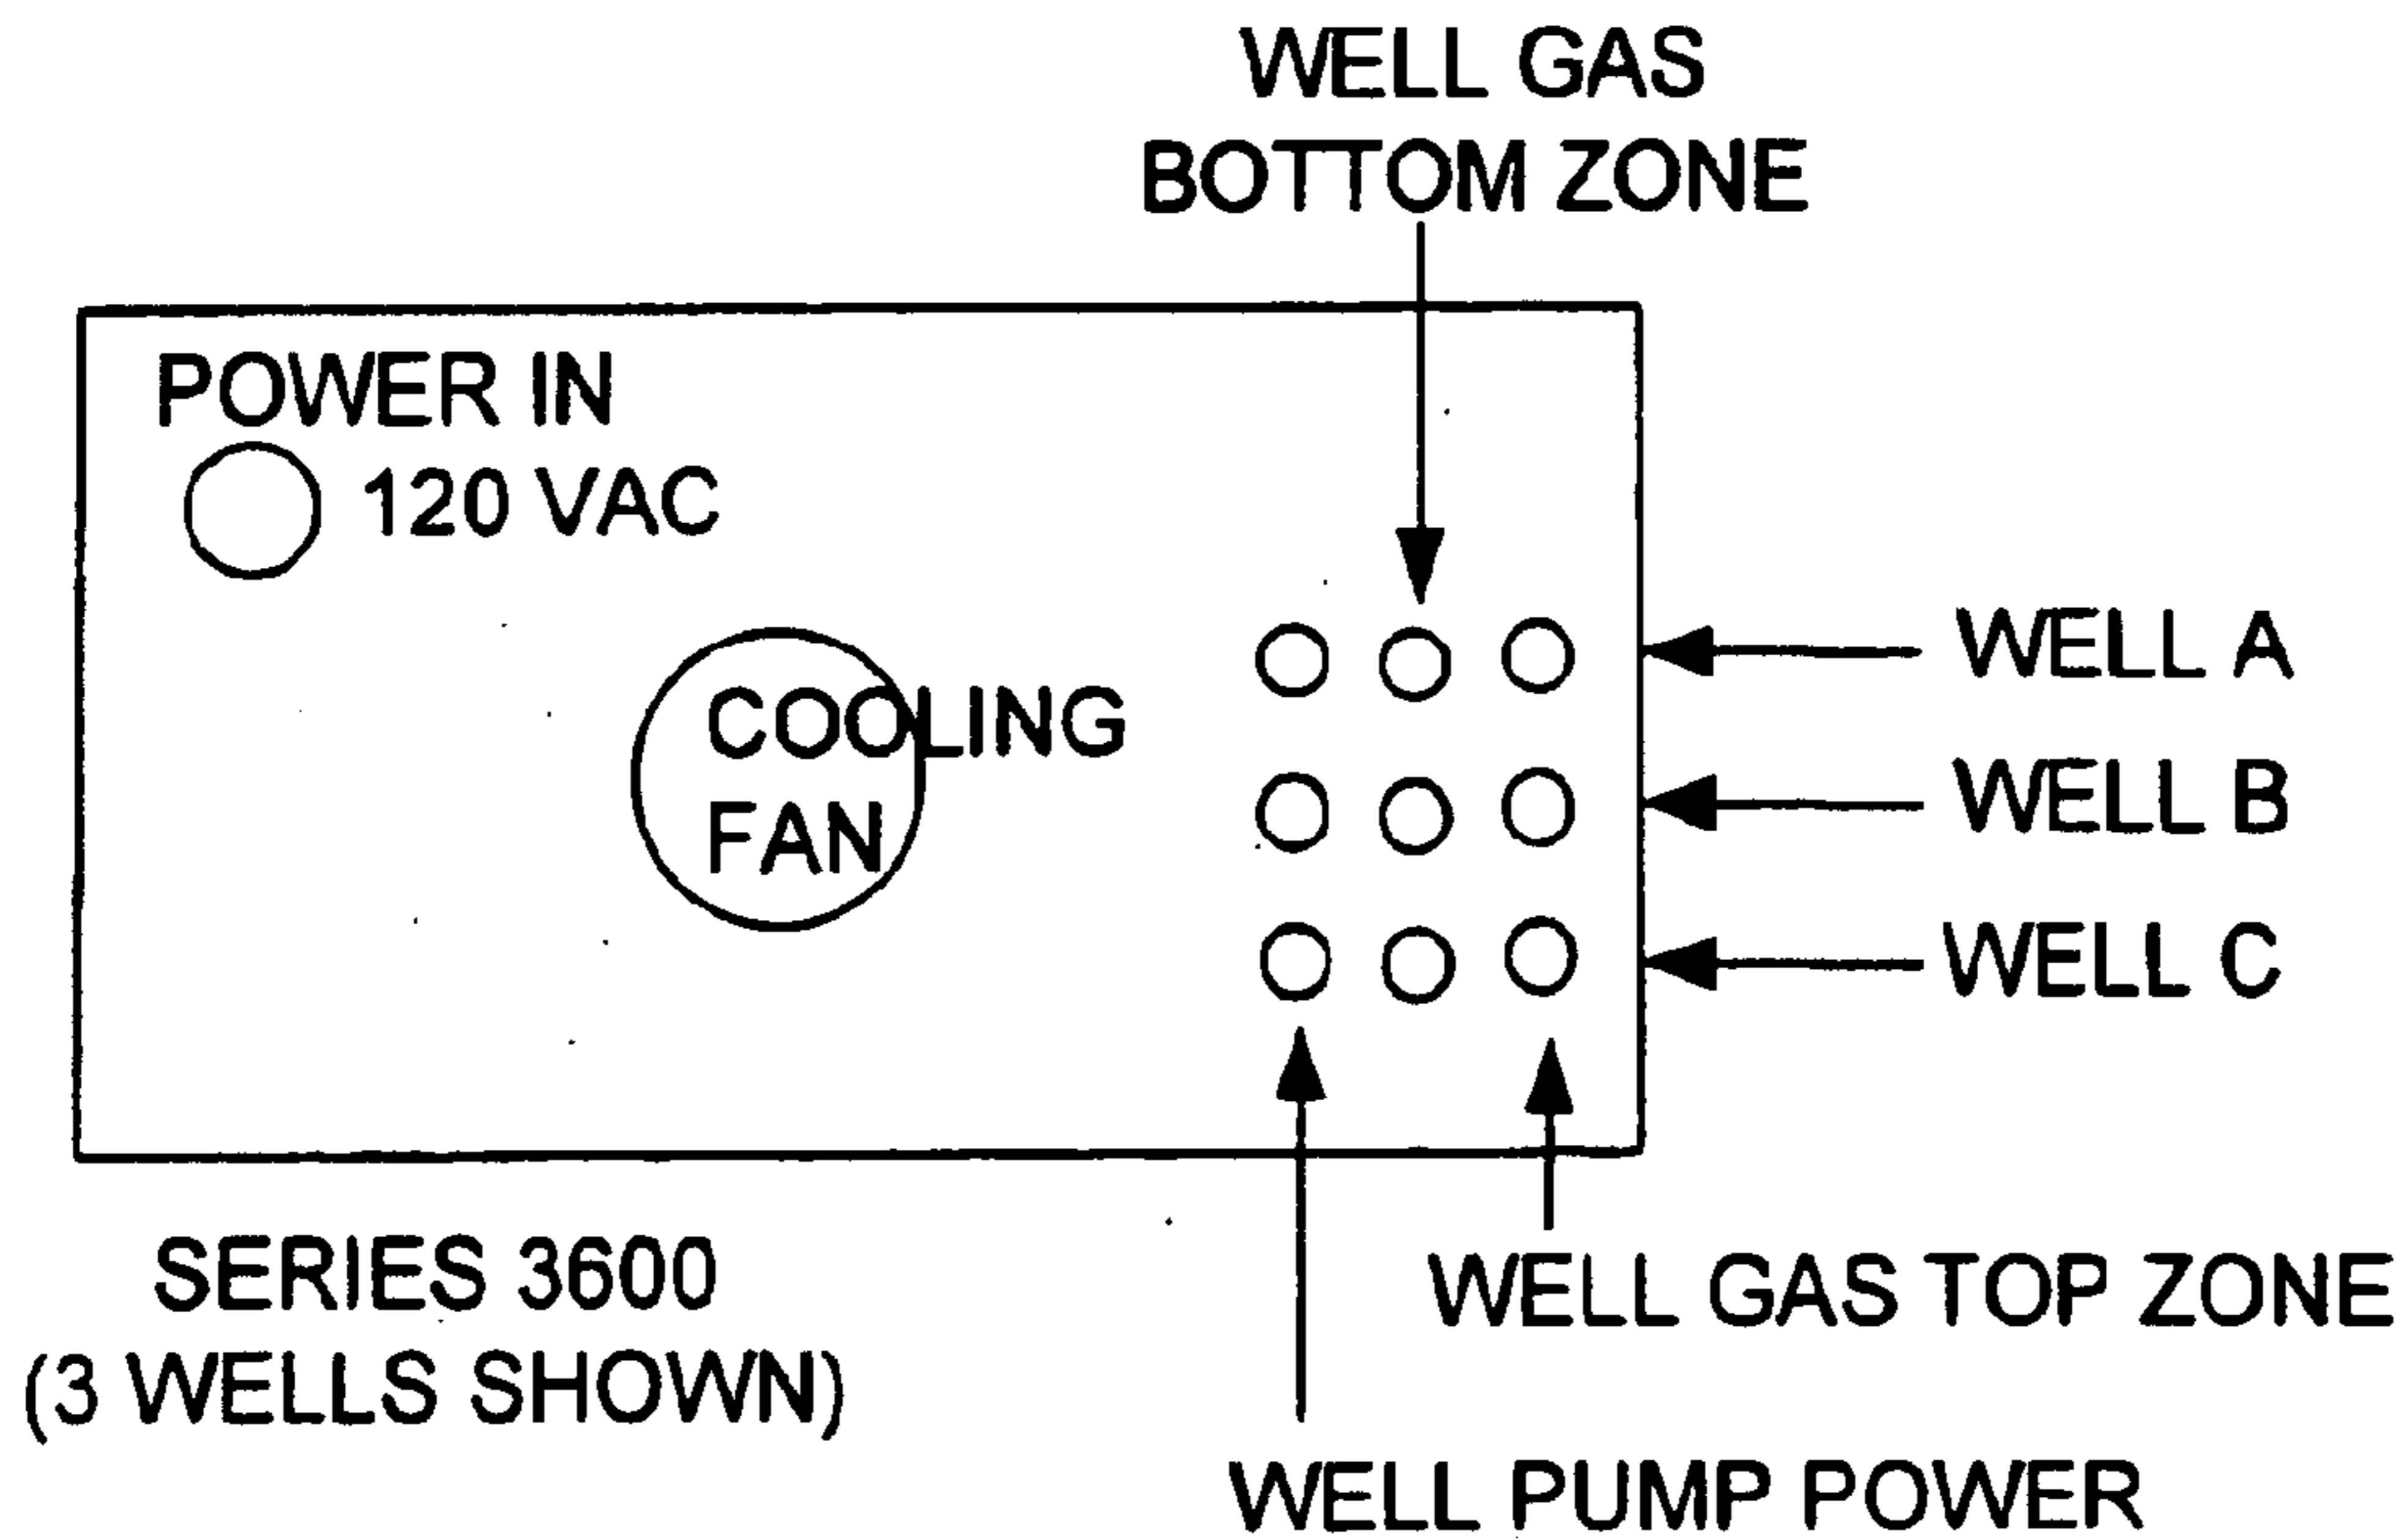 WELL GAS
BOTTOM ZONE
POWER IN
120 VAC
COOLING
FAN
WELL A
WELL B
WELL C
SERIES 3600
(3 WELLS SHOWN)
WELL GAS TOP ZONE
WELL PUMP POWER